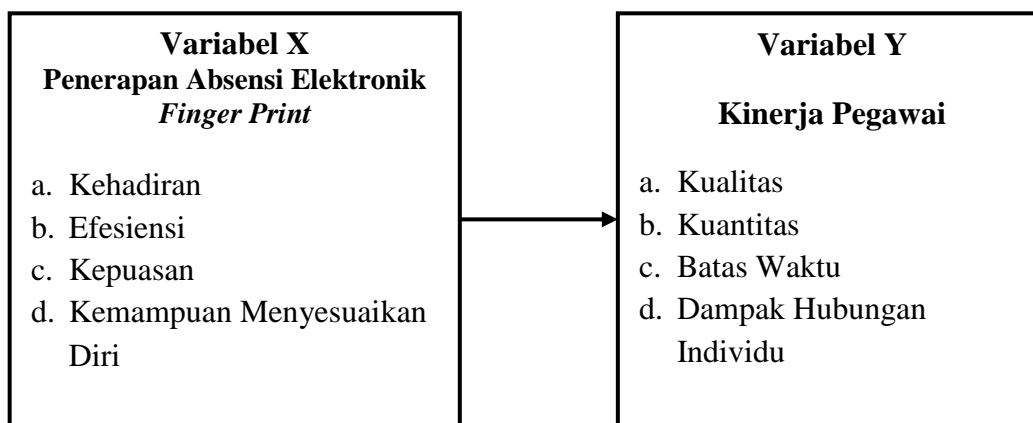 Variabel X
Penerapan Absensi Elektronik
Finger Print
a. Kehadiran
b. Efesiensi
c. Kepuasan
d. Kemampuan Menyesuaikan
Diri
Variabel Y
Kinerja Pegawai
a. Kualitas
b. Kuantitas
c. Batas Waktu
d. Dampak Hubungan
Individu